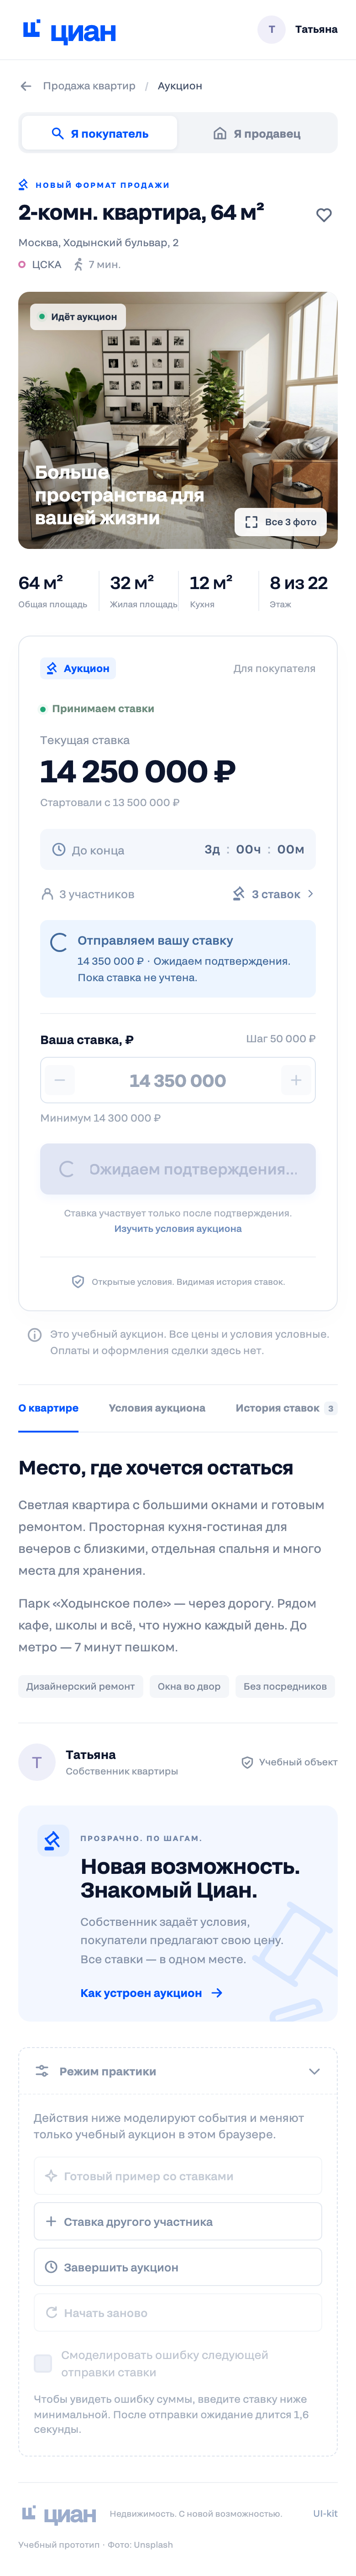 циан
Т Татьяна
Продажа квартир / Аукцион
Я покупатель Я продавец
НОВЫЙ ФОРМАТ ПРОДАЖИ
2-комн. квартира, 64 м²
Москва, Ходынский бульвар, 2
ЦСКА 7 мин.
Идёт аукцион
Больше
пространства для
вашей жизни
Все 3 фото
64 м² 32 м² 12 м² 8 из 22
Общая площадь Жилая площадь Кухня Этаж
Аукцион Для покупателя
Принимаем ставки
Текущая ставка
14 250 000 ₽
Стартовали с 13 500 000 ₽
До конца 3д : 00ч : 00м
3 участников 3 ставок
Отправляем вашу ставку
14 350 000 ₽ · Ожидаем подтверждения.
Пока ставка не учтена.
Ваша ставка, ₽ Шаг 50 000 ₽
14 350 000
Минимум 14 300 000 ₽
Ожидаем подтверждения...
Ставка участвует только после подтверждения.
Изучить условия аукциона
Открытые условия. Видимая история ставок.
Это учебный аукцион. Все цены и условия условные.
Оплаты и оформления сделки здесь нет.
О квартире Условия аукциона История ставок 3
Место, где хочется остаться
Светлая квартира с большими окнами и готовым
ремонтом. Просторная кухня-гостиная для
вечеров с близкими, отдельная спальня и много
места для хранения.
Парк «Ходынское поле» — через дорогу. Рядом
кафе, школы и всё, что нужно каждый день. До
метро — 7 минут пешком.
Дизайнерский ремонт Окна во двор Без посредников
Т Татьяна
Собственник квартиры
Учебный объект
ПРОЗРАЧНО. ПО ШАГАМ.
Новая возможность.
Знакомый Циан.
Собственник задаёт условия,
покупатели предлагают свою цену.
Все ставки — в одном месте.
Как устроен аукцион
Режим практики
Действия ниже моделируют события и меняют
только учебный аукцион в этом браузере.
Готовый пример со ставками
Ставка другого участника
Завершить аукцион
Начать заново
Смоделировать ошибку следующей
отправки ставки
Чтобы увидеть ошибку суммы, введите ставку ниже
минимальной. После отправки ожидание длится 1,6
секунды.
циан Недвижимость. С новой возможностью. UI-kit
Учебный прототип · Фото: Unsplash